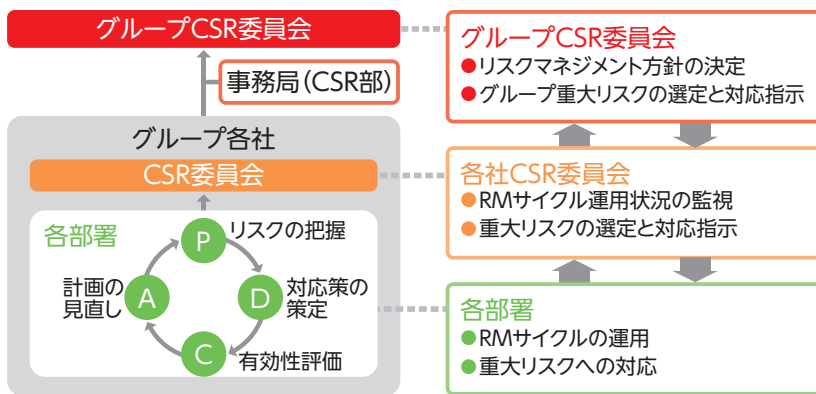 グループCSR委員会
事務局(CSR部)
グループ各社
CSR委員会
各部署
P
リスクの把握
D
対応策の
策定
C
有効性評価
A
計画の
見直し
グループCSR委員会
●リスクマネジメント方針の決定
●グループ重大リスクの選定と対応指示
各社CSR委員会
●RMサイクル運用状況の監視
●重大リスクの選定と対応指示
各部署
●RMサイクルの運用
●重大リスクへの対応